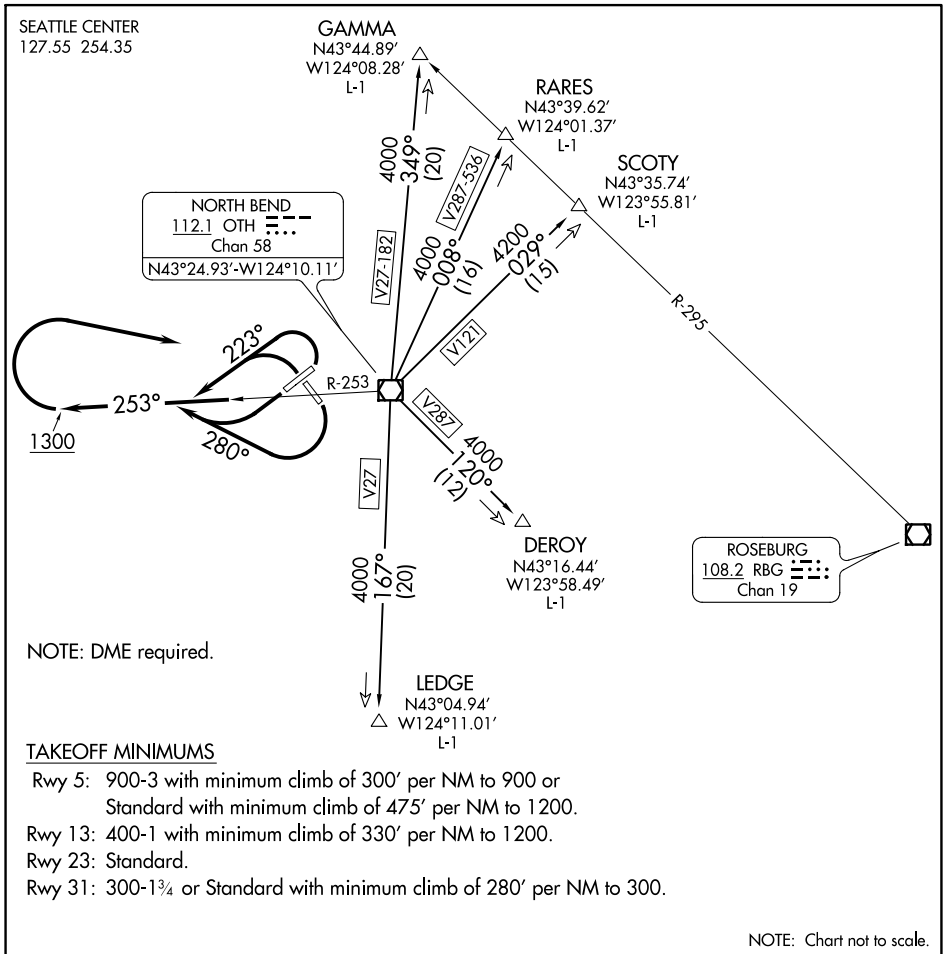 SEATTLE CENTER
127.55 254.35
GAMMA
N43°44.89′
W124°08.28′
L-1
RARES
N43°39.62′
W124°01.37′
L-1
SCOTY
N43°35.74′
W123°55.81′
L-1
4000
349°
(20)
V27-182
V287-536
4000
008°
(16)
4200
029°
(15)
V121
R-295
NORTH BEND
112.1 OTH
Chan 58
N43°24.93′-W124°10.11′
223°
R-253
253°
1300
280°
V287
4000
120°
(12)
V27
4000
167°
(20)
DEROY
N43°16.44′
W123°58.49′
L-1
ROSEBURG
108.2 RBG
Chan 19
NOTE: DME required.
LEDGE
N43°04.94′
W124°11.01′
L-1
TAKEOFF MINIMUMS
Rwy 5: 900-3 with minimum climb of 300′ per NM to 900 or
Standard with minimum climb of 475′ per NM to 1200.
Rwy 13: 400-1 with minimum climb of 330′ per NM to 1200.
Rwy 23: Standard.
Rwy 31: 300-1¾ or Standard with minimum climb of 280′ per NM to 300.
NOTE: Chart not to scale.